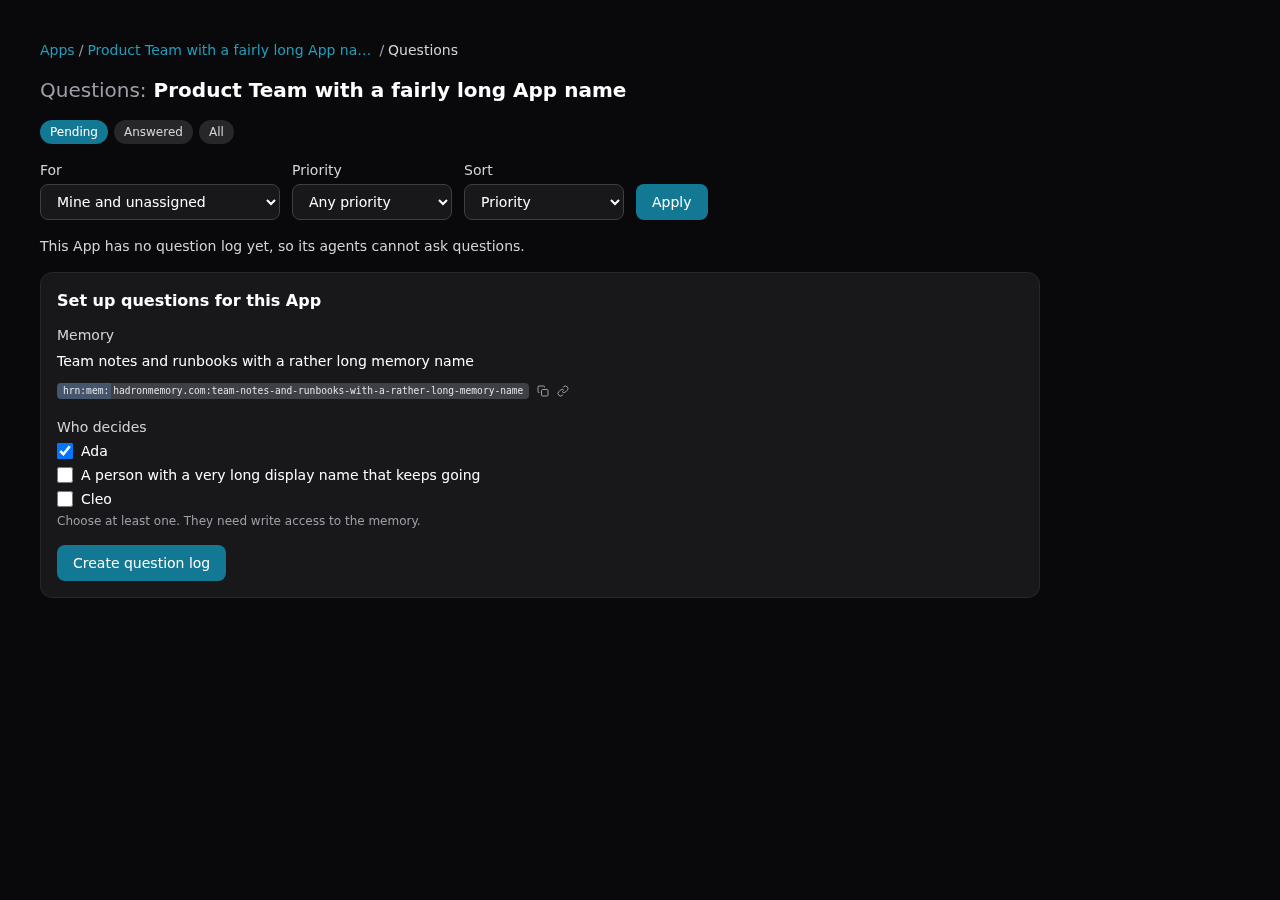 Apps / Product Team with a fairly long App na… / Questions
Questions: Product Team with a fairly long App name
Pending Answered All
For Priority Sort
Mine and unassigned Any priority Priority Apply
This App has no question log yet, so its agents cannot ask questions.
Set up questions for this App
Memory
Team notes and runbooks with a rather long memory name
hrn:mem: hadronmemory.com:team-notes-and-runbooks-with-a-rather-long-memory-name
Who decides
Ada
A person with a very long display name that keeps going
Cleo
Choose at least one. They need write access to the memory.
Create question log